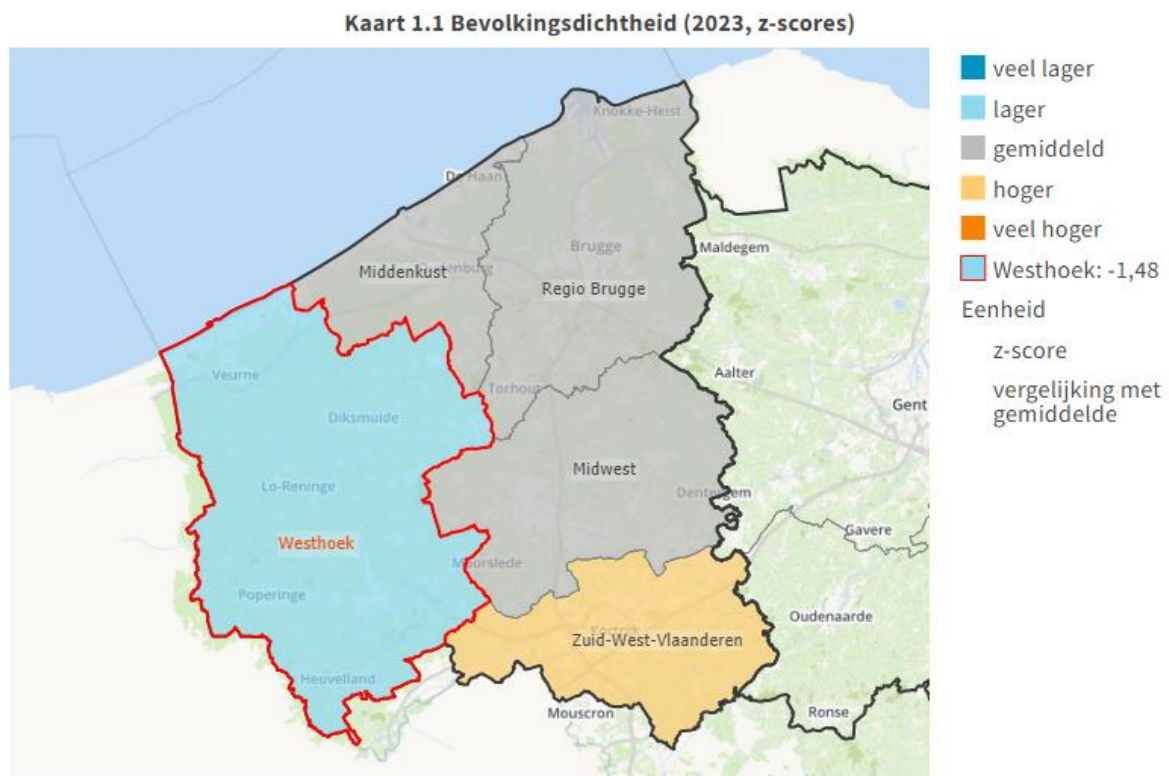 Kaart 1.1 Bevolkingsdichtheid (2023, z-scores)
veel lager
lager
gemiddeld
hoger
veel hoger
Westhoek: -1,48
Eenheid
z-score
vergelijking met
gemiddelde
Knokke-Heist
De Haan
Brugge
Maldegem
Middenkust
Regio Brugge
Veurne
Aalter
Torhout
Gent
Diksmuide
Midwest
Lo-Reninge
Dentergem
Gavere
Westhoek
Moorslede
Poperinge
Oudenaarde
Kortrijk
Zuid-West-Vlaanderen
Heuvelland
Mouscron
Ronse